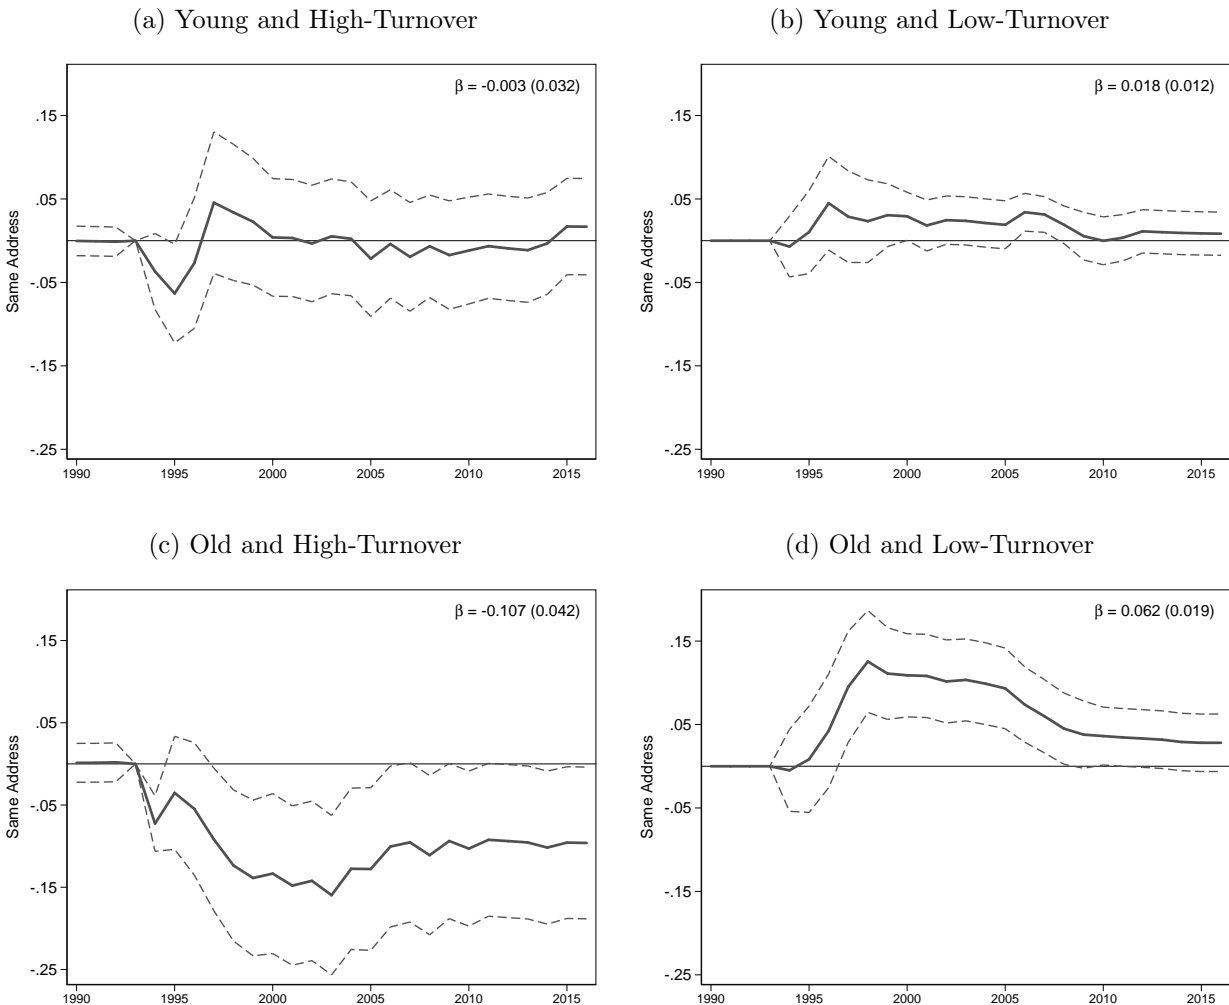 (a) Young and High-Turnover
β = -0.003 (0.032)
.15
.05
-.05
-.15
-.25
Same Address
1990 1995 2000 2005 2010 2015
(b) Young and Low-Turnover
β = 0.018 (0.012)
.15
.05
-.05
-.15
-.25
Same Address
1990 1995 2000 2005 2010 2015
(c) Old and High-Turnover
β = -0.107 (0.042)
.15
.05
-.05
-.15
-.25
Same Address
1990 1995 2000 2005 2010 2015
(d) Old and Low-Turnover
β = 0.062 (0.019)
.15
.05
-.05
-.15
-.25
Same Address
1990 1995 2000 2005 2010 2015